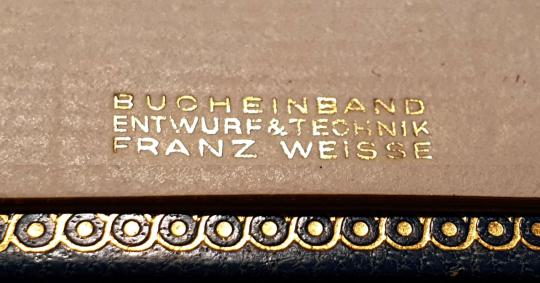 BUCHEINBAND
ENTWURF & TECHNIK
FRANZ WEISSE